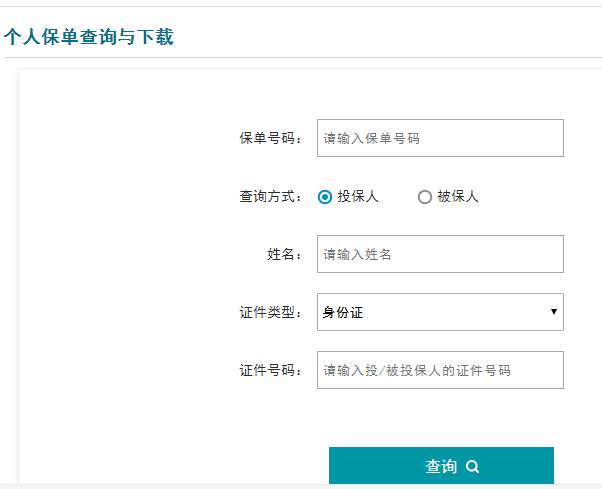 个人保单查询与下载
保单号码： 请输入保单号码
查询方式： 投保人 被保人
姓名： 请输入姓名
证件类型： 身份证
证件号码： 请输入投/被投保人的证件号码
查询